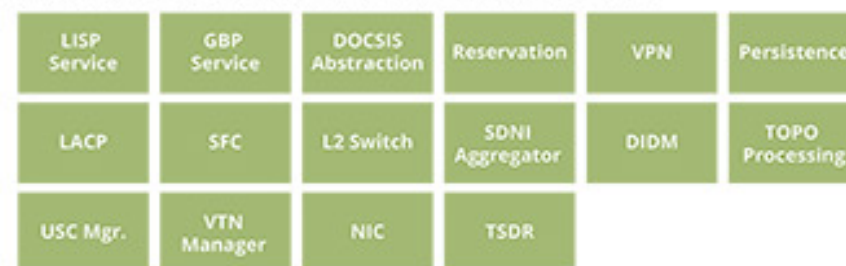 LISP
Service
GBP
Service
DOCSIS
Abstraction
Reservation
VPN
Persistence
LACP
SFC
L2 Switch
SDNI
Aggregator
DIDM
TOPO
Processing
USC Mgr.
VTN
Manager
NIC
TSDR